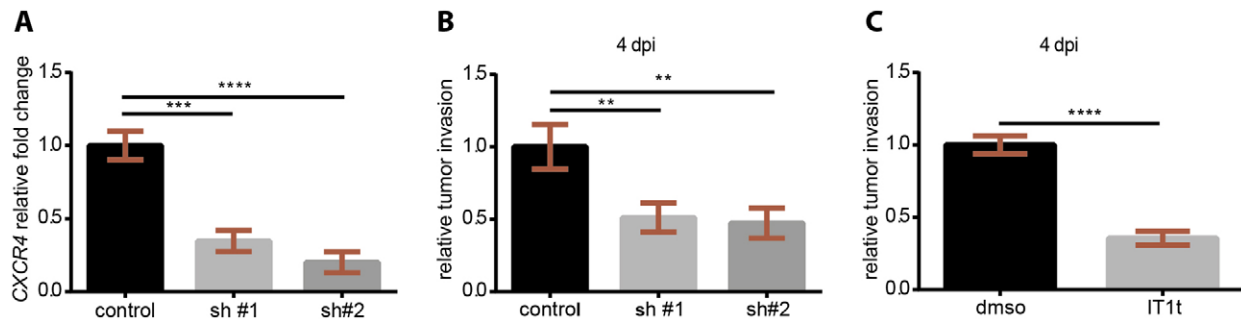 A
CXCR4 relative fold change
1.5
1.0
0.5
0.0
****
***
control
sh #1
sh#2
B
4 dpi
relative tumor invasion
1.5
1.0
0.5
0.0
**
**
control
sh #1
sh#2
C
4 dpi
relative tumor invasion
1.5
1.0
0.5
0.0
****
dmso
IT1t